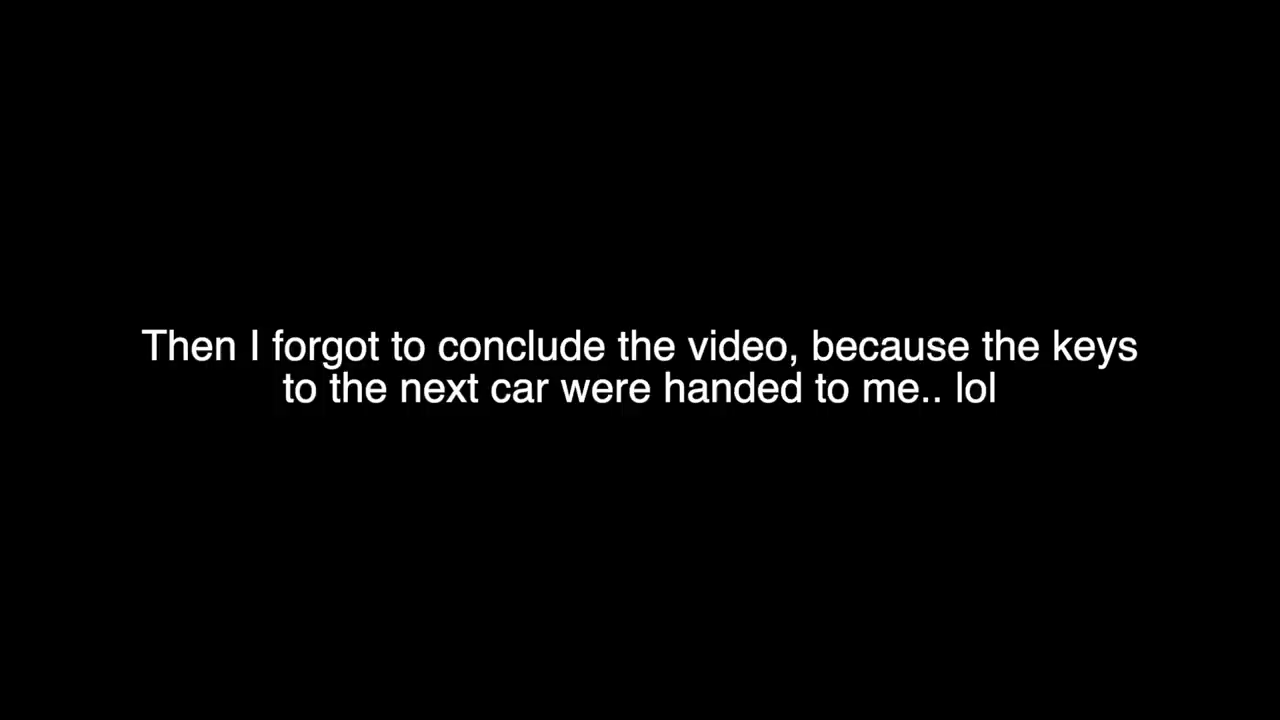 Then I forgot to conclude the video, because the keys
to the next car were handed to me.. lol